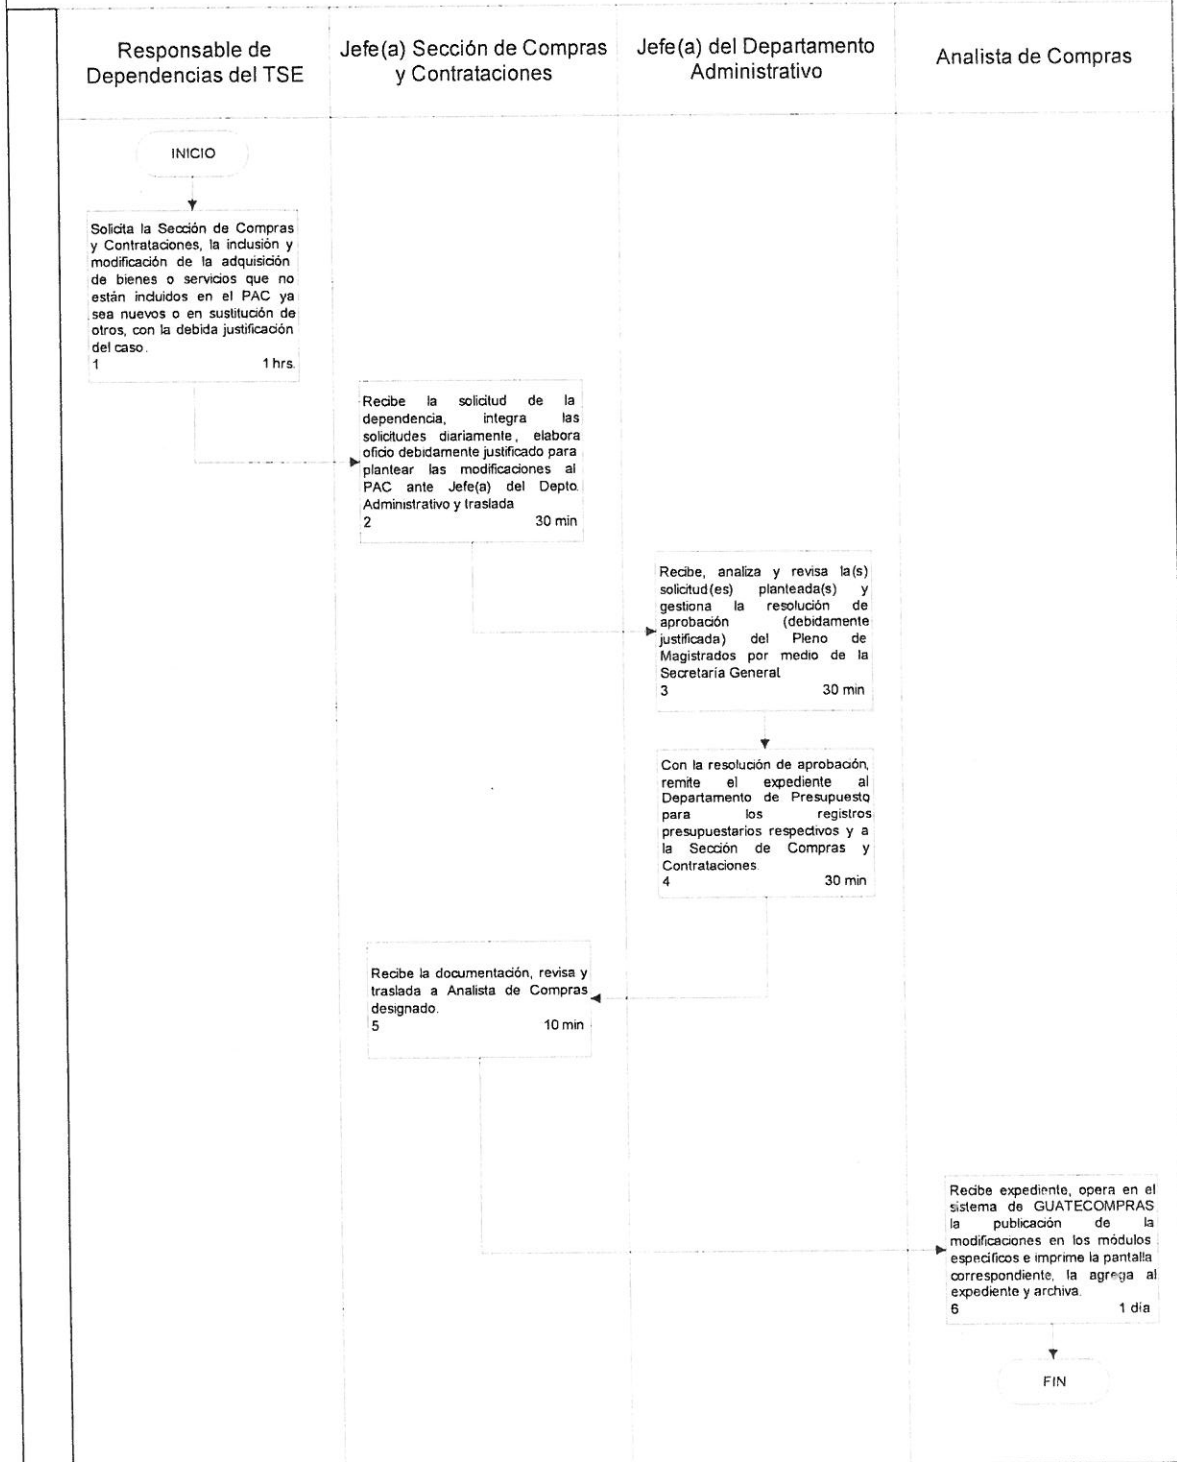 Responsable de
Dependencias del TSE
Jefe(a) Sección de Compras
y Contrataciones
Jefe(a) del Departamento
Administrativo
Analista de Compras
INICIO
Solicita la Sección de Compras
y Contrataciones, la inclusión y
modificación de la adquisición
de bienes o servicios que no
están incluidos en el PAC ya
sea nuevos o en sustitución de
otros, con la debida justificación
del caso.
1 1 hrs.
Recibe la solicitud de la
dependencia, integra las
solicitudes diariamente, elabora
oficio debidamente justificado para
plantear las modificaciones al
PAC ante Jefe(a) del Depto.
Administrativo y traslada
2 30 min
Recibe, analiza y revisa la(s)
solicitud(es) planteada(s) y
gestiona la resolución de
aprobación (debidamente
justificada) del Pleno de
Magistrados por medio de la
Secretaría General
3 30 min
Con la resolución de aprobación,
remite el expediente al
Departamento de Presupuesto
para los registros
presupuestarios respectivos y a
la Sección de Compras y
Contrataciones.
4 30 min
Recibe la documentación, revisa y
traslada a Analista de Compras
designado.
5 10 min
Recibe expediente, opera en el
sistema de GUATECOMPRAS
la publicación de la
modificaciones en los módulos
específicos e imprime la pantalla
correspondiente, la agrega al
expediente y archiva.
6 1 día
FIN